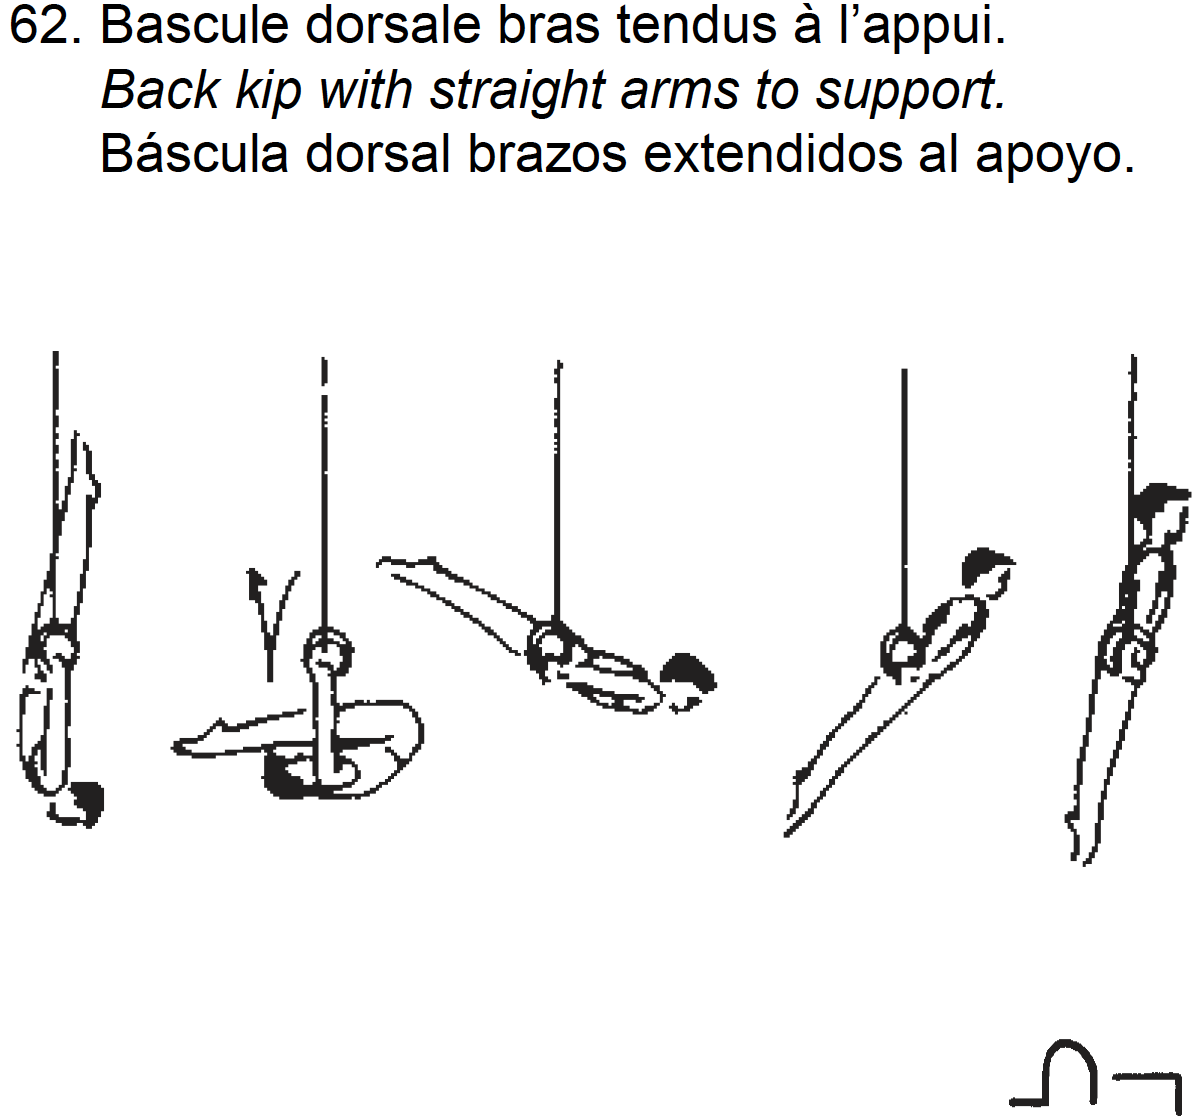 62. Bascule dorsale bras tendus à l’appui.
Back kip with straight arms to support.
Báscula dorsal brazos extendidos al apoyo.